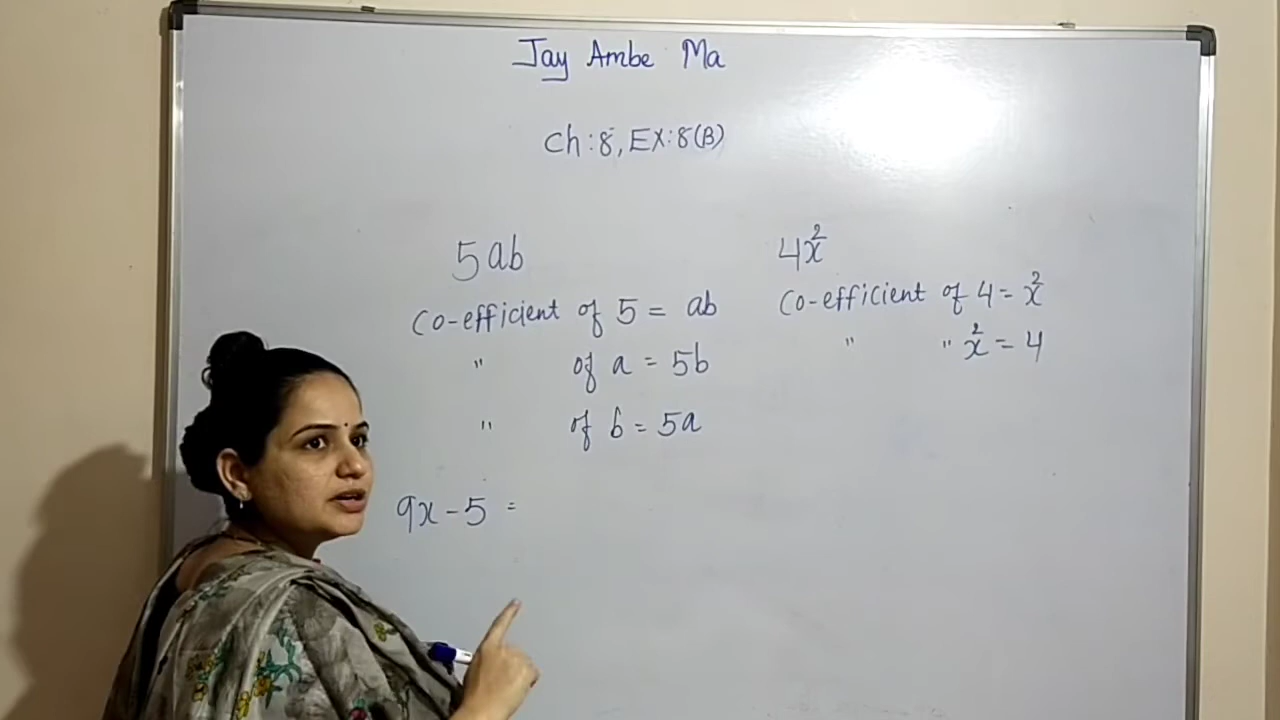 Jay Ambe Ma
Ch:8, EX:8(B)
5ab
Co-efficient of 5 = ab
" of a = 5b
" of b = 5a
9x - 5 =
4x²
Co-efficient of 4 = x²
" " x² = 4